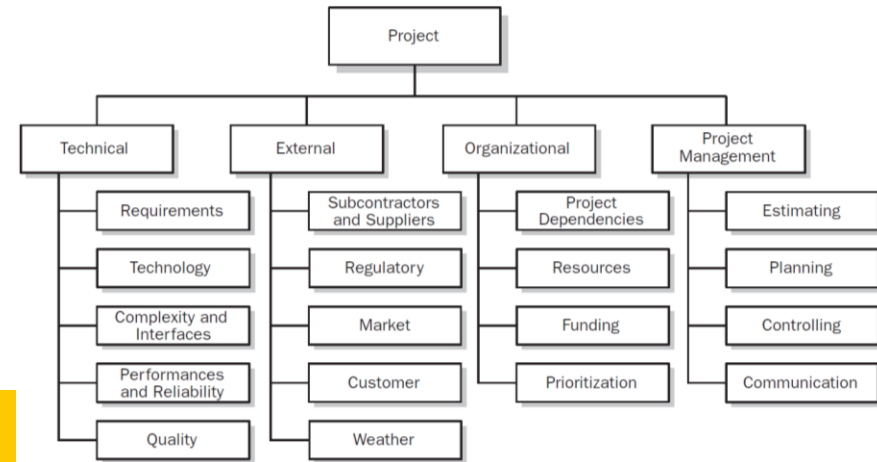 Project
Technical
External
Organizational
Project
Management
Requirements
Technology
Complexity and
Interfaces
Performances
and Reliability
Quality
Subcontractors
and Suppliers
Regulatory
Market
Customer
Weather
Project
Dependencies
Resources
Funding
Prioritization
Estimating
Planning
Controlling
Communication